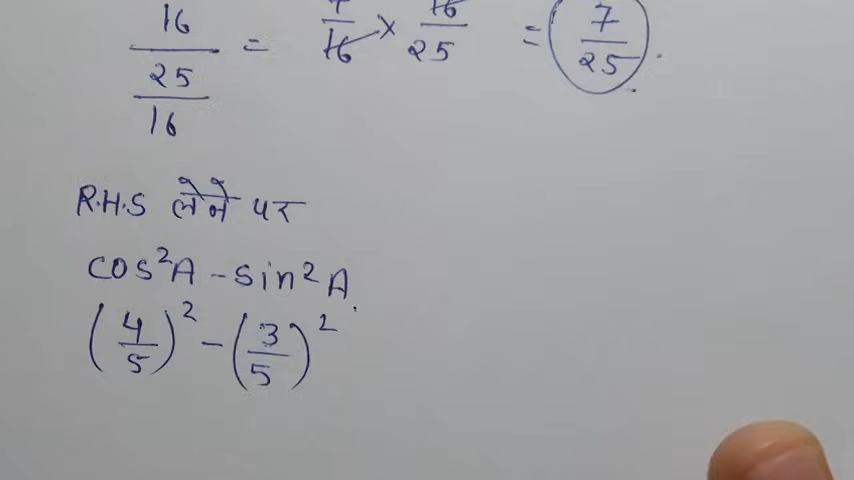 16/25/16 = 7/16 × 16/25 = 7/25.
R.H.S लेने पर
cos²A - sin²A.
(4/5)² - (3/5)²